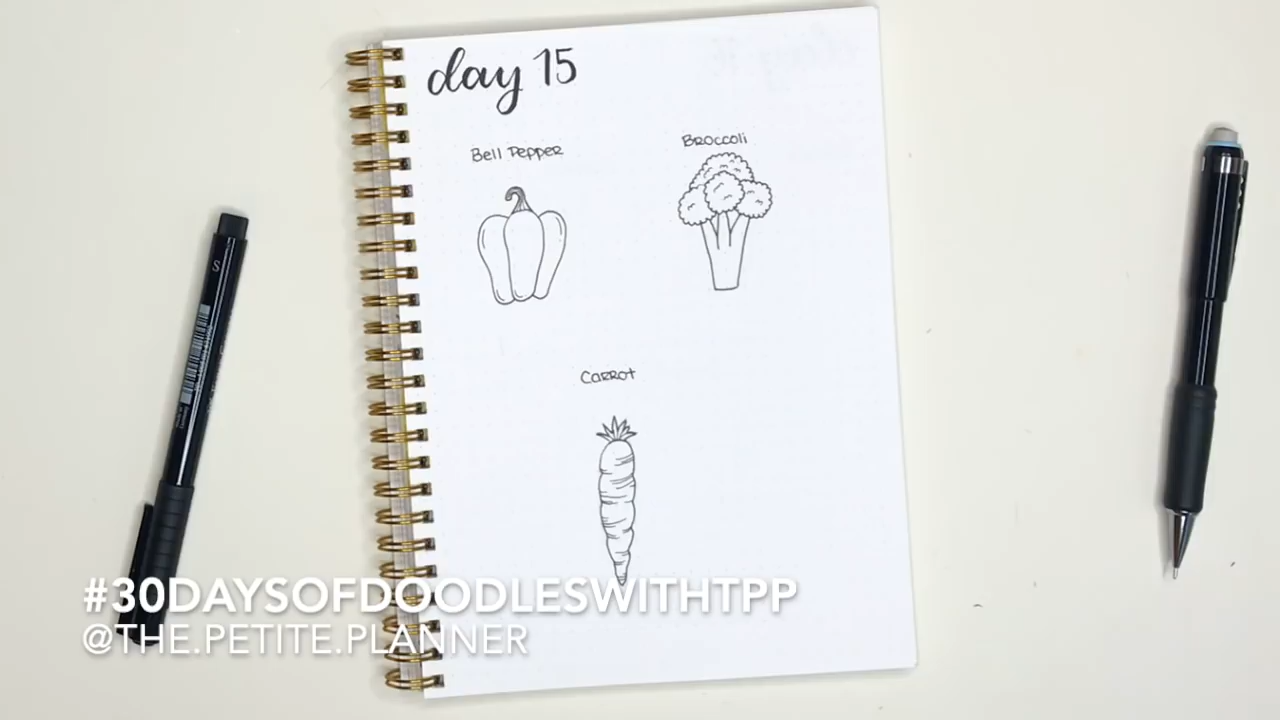 day 15
Bell Pepper
Broccoli
Carrot
S
#30DAYSOFDOODLESWITHTPP
@THE.PETITE.PLANNER